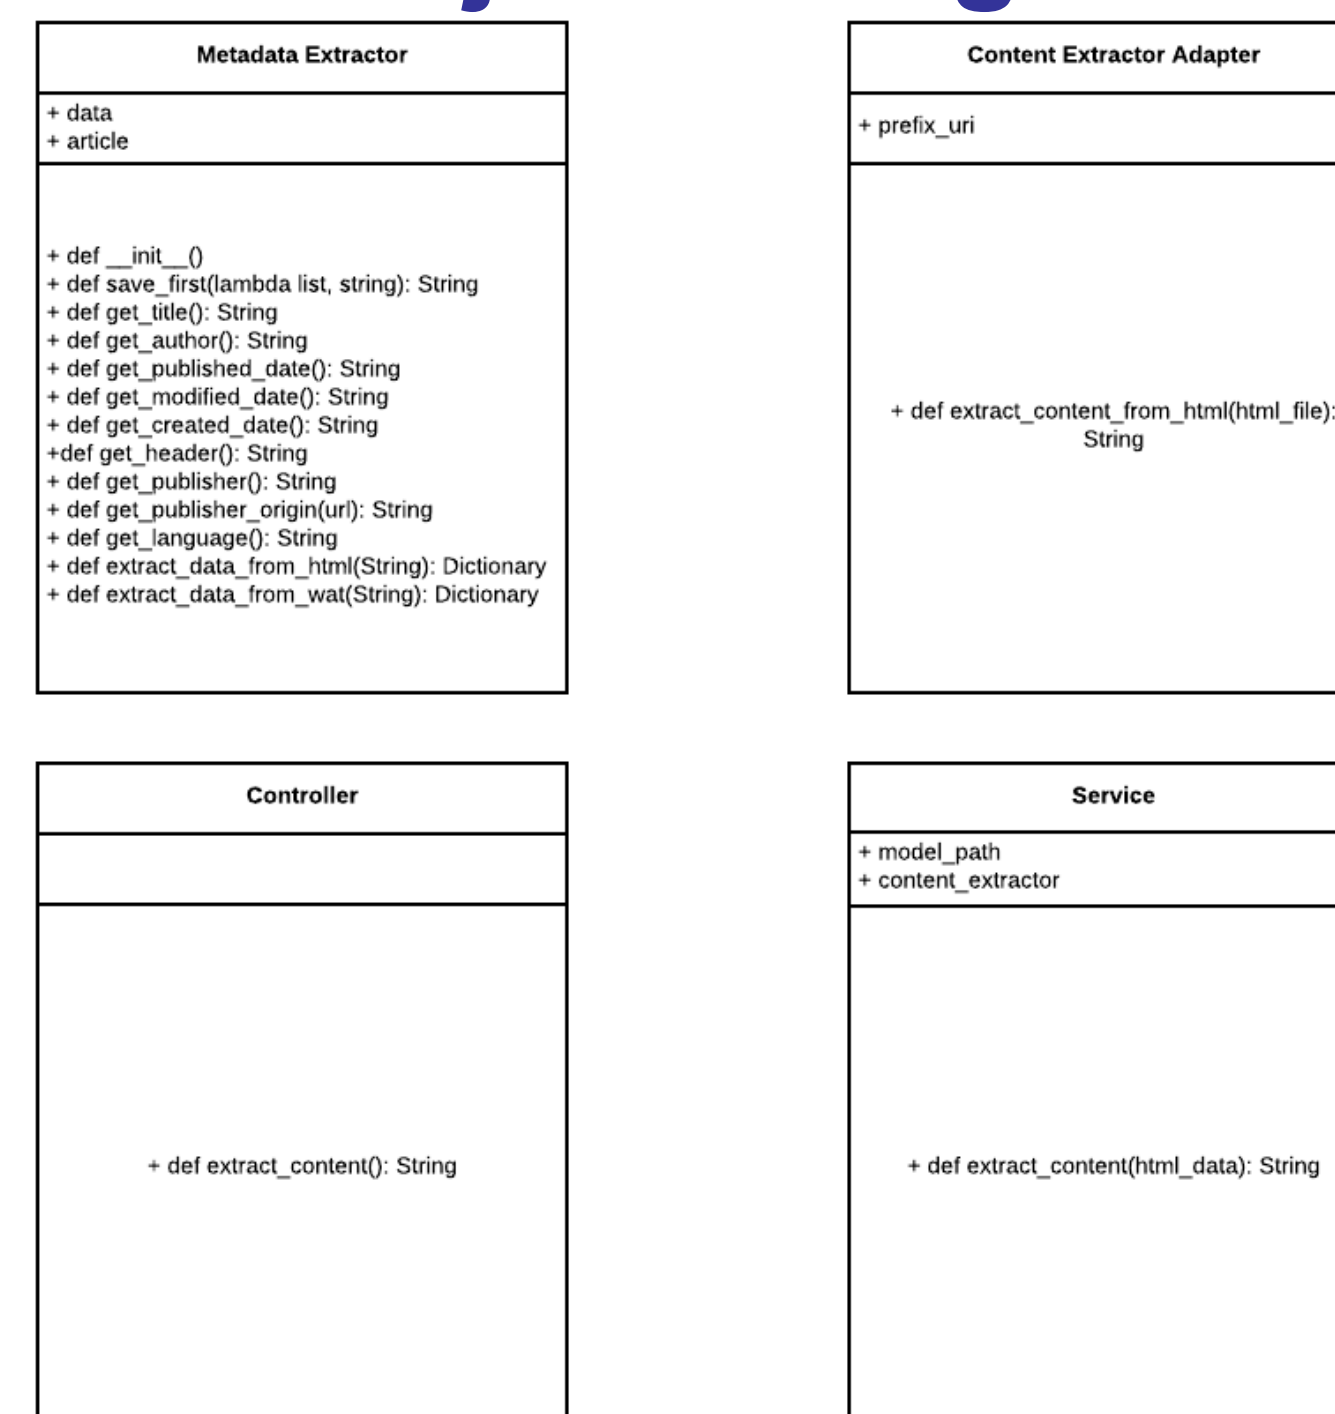 Metadata Extractor
+ data
+ article
+ def __init__()
+ def save_first(lambda list, string): String
+ def get_title(): String
+ def get_author(): String
+ def get_published_date(): String
+ def get_modified_date(): String
+ def get_created_date(): String
+def get_header(): String
+ def get_publisher(): String
+ def get_publisher_origin(url): String
+ def get_language(): String
+ def extract_data_from_html(String): Dictionary
+ def extract_data_from_wat(String): Dictionary
Content Extractor Adapter
+ prefix_uri
+ def extract_content_from_html(html_file):
String
Controller
+ def extract_content(): String
Service
+ model_path
+ content_extractor
+ def extract_content(html_data): String